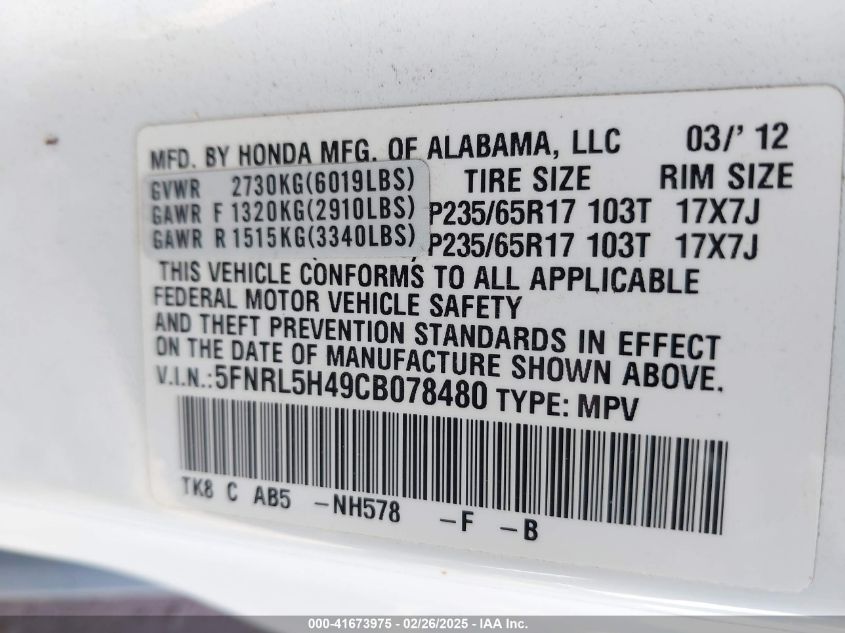 MFD. BY HONDA MFG. OF ALABAMA, LLC 03/' 12
GVWR 2730KG(6019LBS) TIRE SIZE RIM SIZE
GAWR F 1320KG(2910LBS) P235/65R17 103T 17X7J
GAWR R 1515KG(3340LBS) P235/65R17 103T 17X7J
THIS VEHICLE CONFORMS TO ALL APPLICABLE
FEDERAL MOTOR VEHICLE SAFETY
AND THEFT PREVENTION STANDARDS IN EFFECT
ON THE DATE OF MANUFACTURE SHOWN ABOVE.
V.I.N.:5FNRL5H49CB078480 TYPE: MPV
TK8 C AB5 -NH578 -F -B
000-41673975 - 02/26/2025 - IAA Inc.